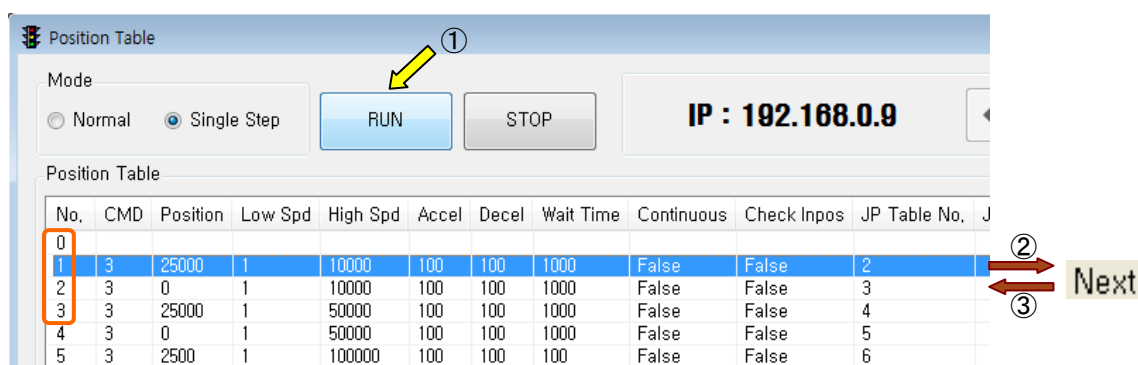 Position Table
①
Mode
Normal Single Step RUN STOP IP : 192.168.0.9
Position Table
No. CMD Position Low Spd High Spd Accel Decel Wait Time Continuous Check Inpos JP Table No. J
0
1 3 25000 1 10000 100 100 1000 False False 2
②
2 3 0 1 10000 100 100 1000 False False 3
Next
3 3 25000 1 50000 100 100 1000 False False 4
③
4 3 0 1 50000 100 100 1000 False False 5
5 3 2500 1 100000 100 100 100 False False 6